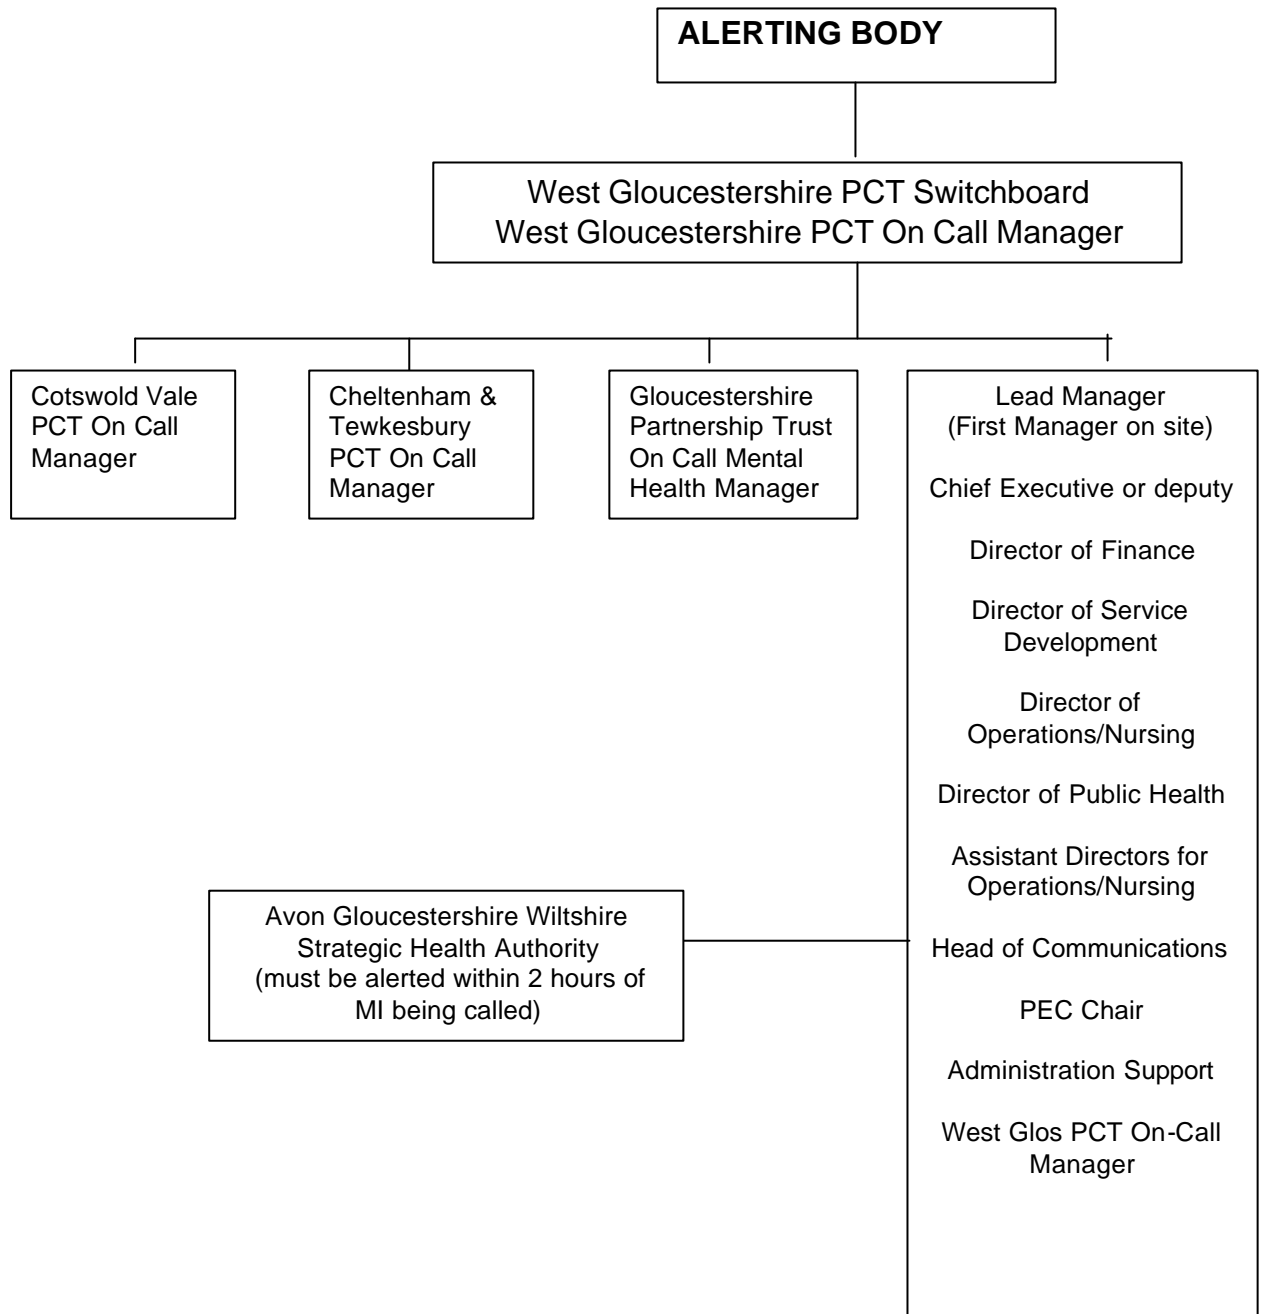 ALERTING BODY
West Gloucestershire PCT Switchboard
West Gloucestershire PCT On Call Manager
Cotswold Vale
PCT On Call
Manager
Cheltenham &
Tewkesbury
PCT On Call
Manager
Gloucestershire
Partnership Trust
On Call Mental
Health Manager
Lead Manager
(First Manager on site)
Chief Executive or deputy
Director of Finance
Director of Service
Development
Director of
Operations/Nursing
Director of Public Health
Assistant Directors for
Operations/Nursing
Head of Communications
PEC Chair
Administration Support
West Glos PCT On-Call
Manager
Avon Gloucestershire Wiltshire
Strategic Health Authority
(must be alerted within 2 hours of
MI being called)